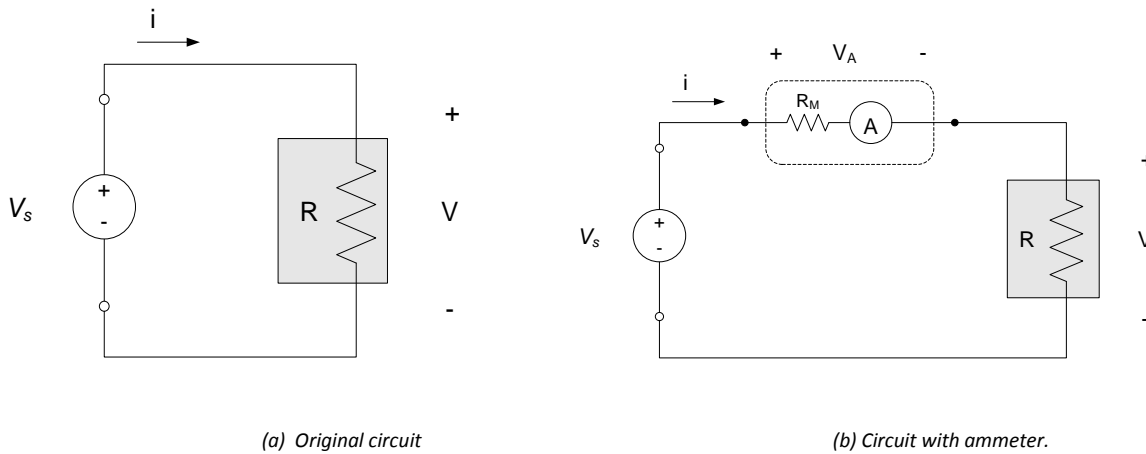 i
+
V
-
R
+
-
Vs
(a) Original circuit
+ VA -
i
RM
A
+
V
-
R
+
-
Vs
(b) Circuit with ammeter.